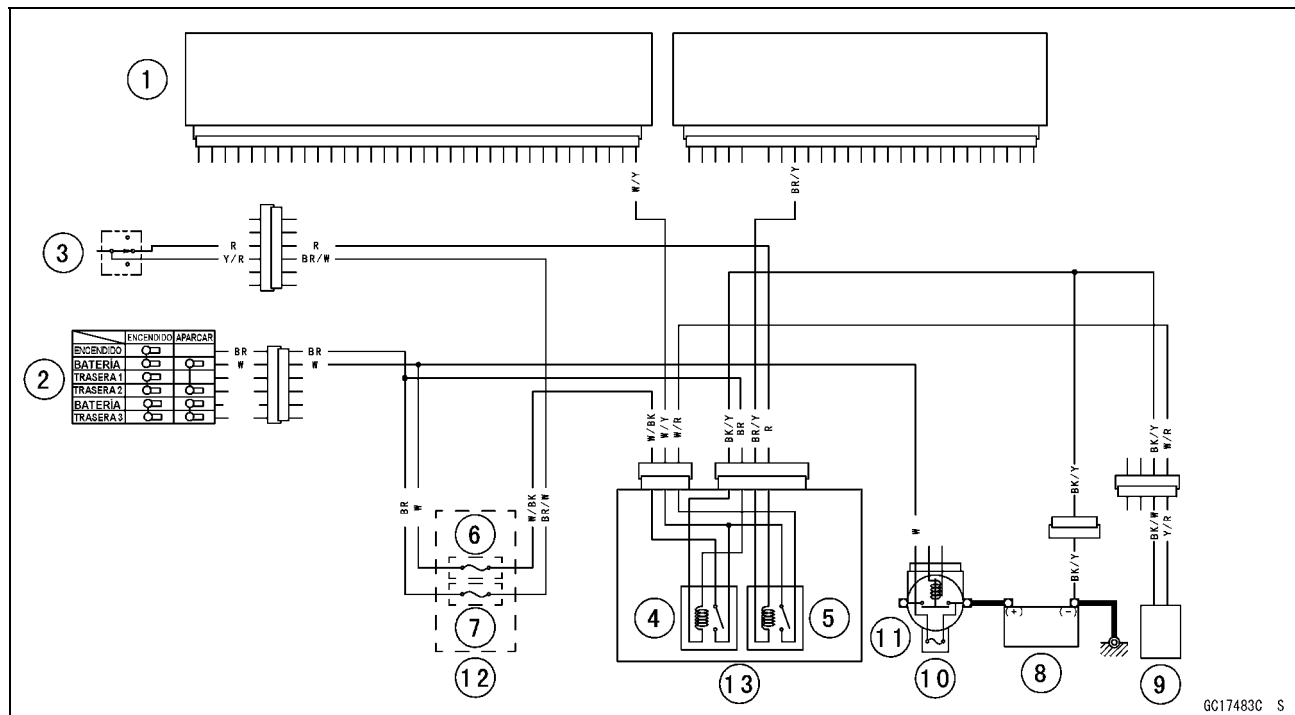 1
W/Y
BR/Y
3
R
Y/R
R
BR/W
2
ENCENDIDO APARCAR
ENCENDIDO
BATERÍA
TRASERA 1
TRASERA 2
BATERÍA
TRASERA 3
BR
W
BR
W
W/BK
W/Y
W/R
BK/Y
BR
BR/Y
R
BK/Y
W/R
BK/Y
BR
W
W/BK
BR/W
W
BK/Y
BK/W
Y/R
6
7
12
4
5
13
11
10
(+)
(-)
8
9
GC17483C S